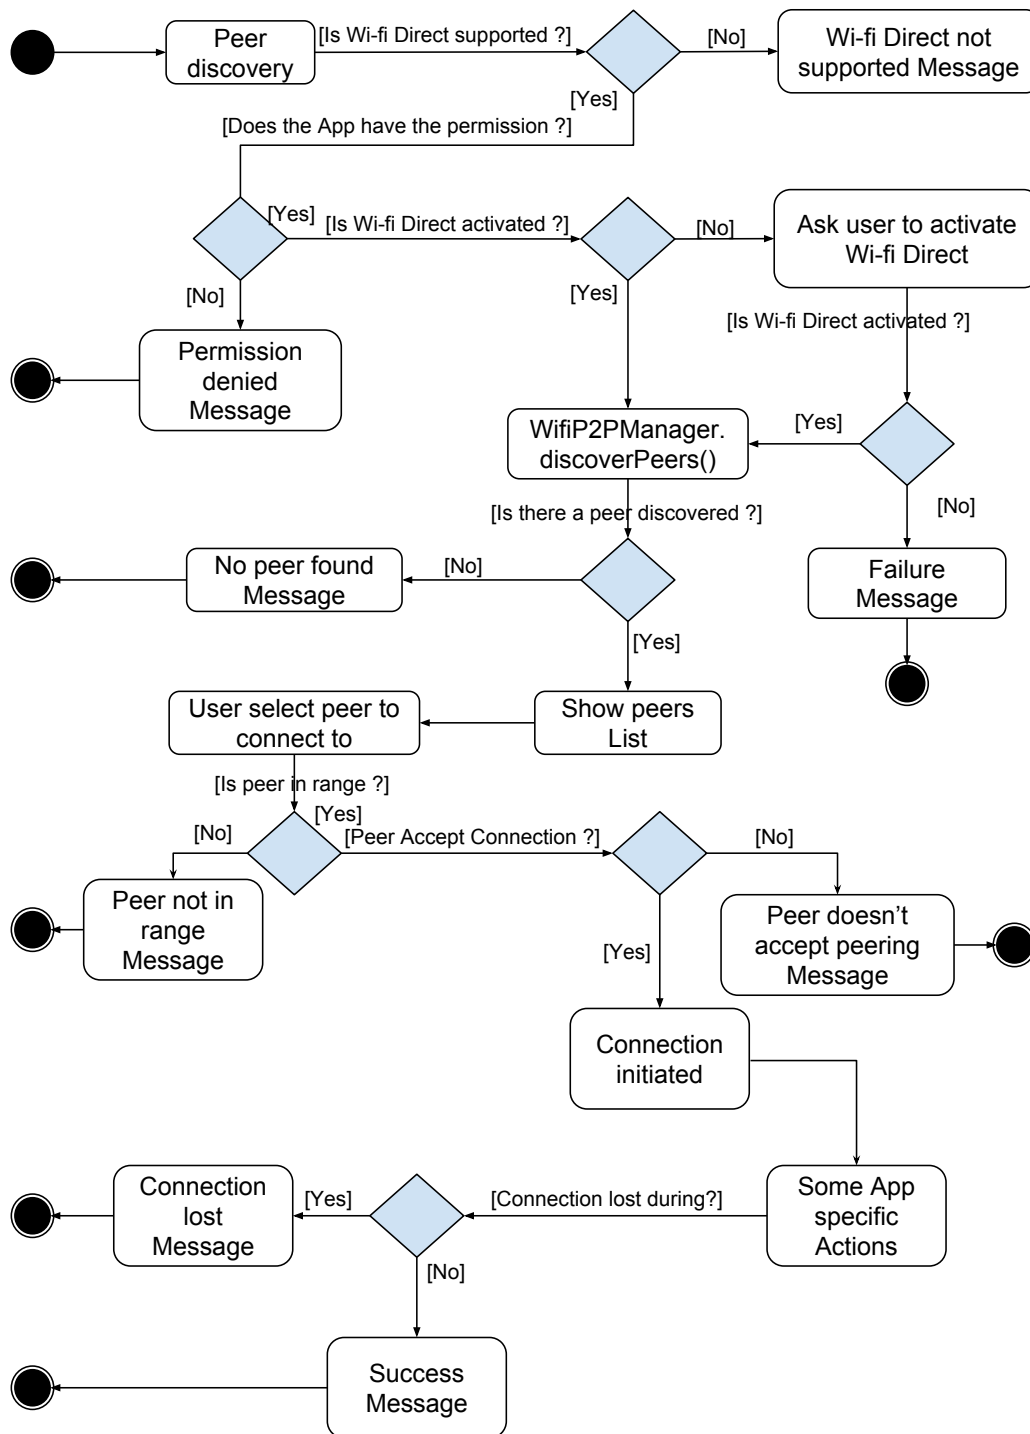 Peer
discovery
[Is Wi-fi Direct supported ?]
[No]
Wi-fi Direct not
supported Message
[Yes]
[Does the App have the permission ?]
[Yes]
[Is Wi-fi Direct activated ?]
[No]
Ask user to activate
Wi-fi Direct
[No]
[Yes]
[Is Wi-fi Direct activated ?]
Permission
denied
Message
WifiP2PManager.
discoverPeers()
[Yes]
[No]
[Is there a peer discovered ?]
No peer found
Message
[No]
Failure
Message
[Yes]
User select peer to
connect to
Show peers
List
[Is peer in range ?]
[Yes]
[No]
[Peer Accept Connection ?]
[No]
Peer not in
range
Message
Peer doesn’t
accept peering
Message
[Yes]
Connection
initiated
Connection
lost
Message
[Yes]
[Connection lost during?]
Some App
specific
Actions
[No]
Success
Message